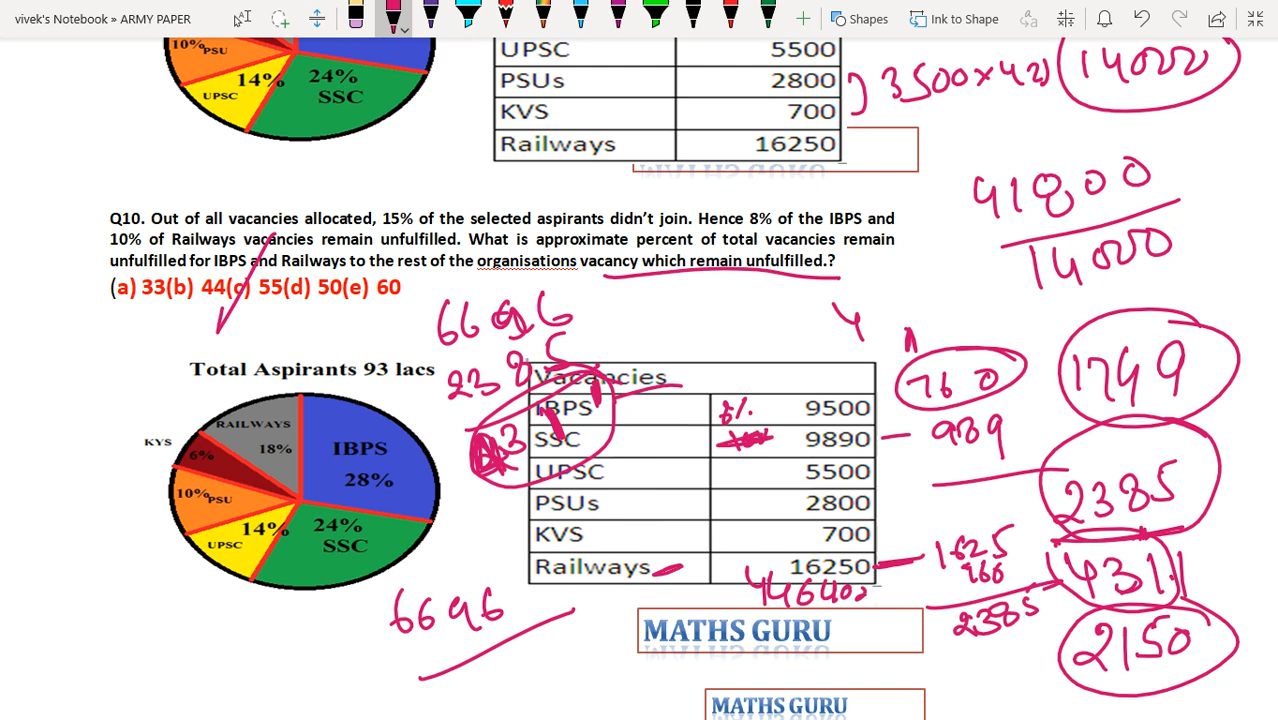 vivek's Notebook » ARMY PAPER
Shapes
Ink to Shape
10% PSU
14%
UPSC
24%
SSC
UPSC 5500
PSUs 2800
KVS 700
Railways 16250
3500×42
14000
41800
14000
Q10. Out of all vacancies allocated, 15% of the selected aspirants didn't join. Hence 8% of the IBPS and
10% of Railways vacancies remain unfulfilled. What is approximate percent of total vacancies remain
unfulfilled for IBPS and Railways to the rest of the organisations vacancy which remain unfulfilled.?
(a) 33(b) 44(c) 55(d) 50(e) 60
6696
2385
Total Aspirants 93 lacs
RAILWAYS
18%
KYS
6%
10% PSU
14%
UPSC
IBPS
28%
24%
SSC
Vacancies
IBPS 8% 9500
SSC 9890
UPSC 5500
PSUs 2800
KVS 700
Railways 16250
760
939
1625
2385
1749
2385
4311
2150
6696
MATHS GURU
MATHS GURU